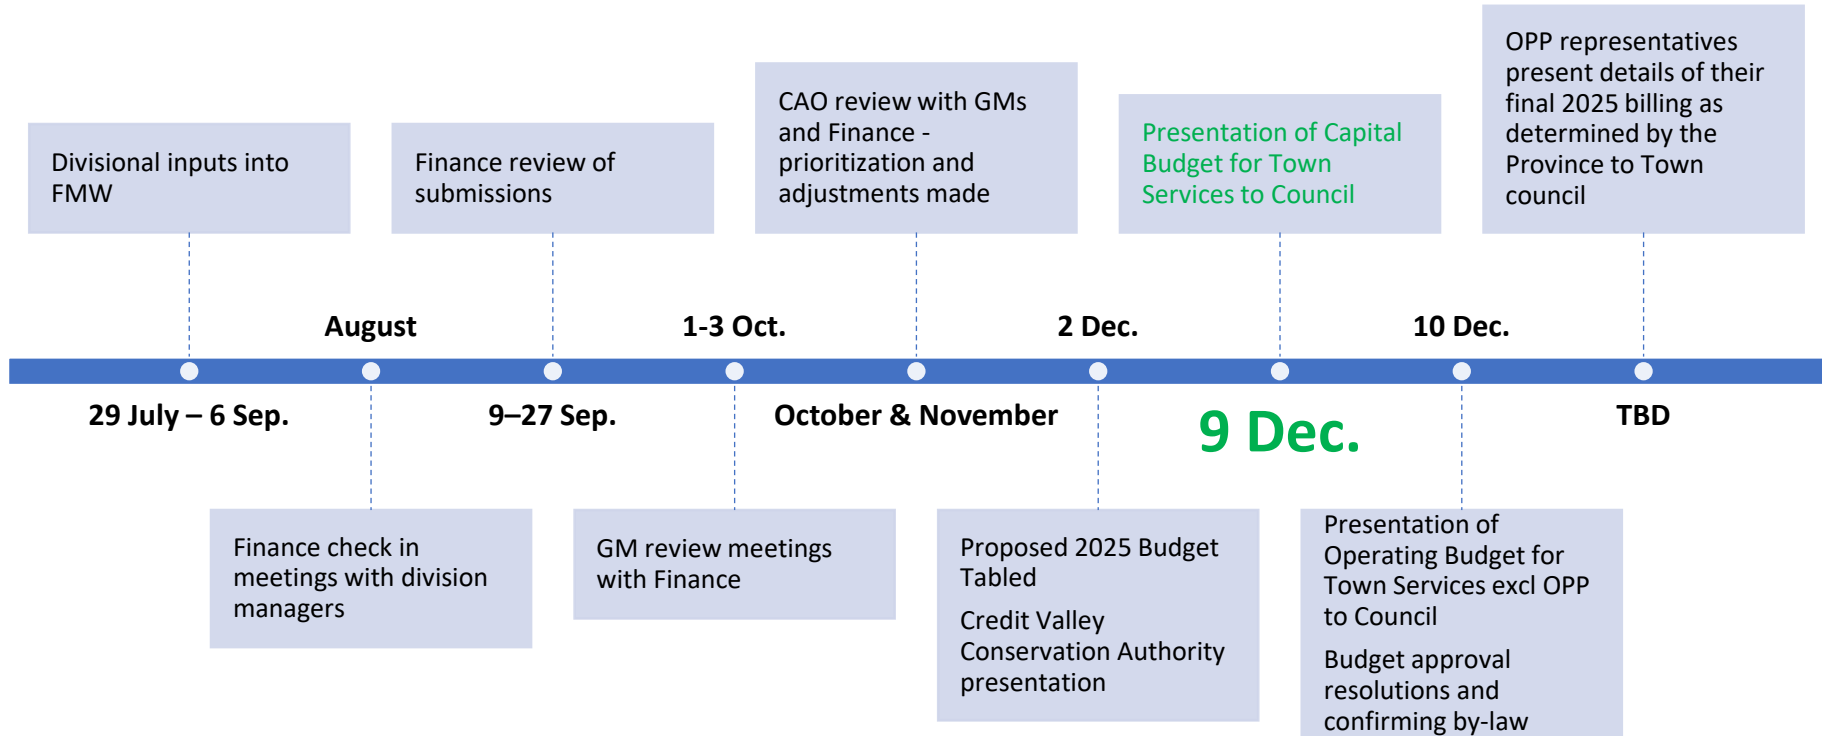 Divisional inputs into
FMW
Finance review of
submissions
CAO review with GMs
and Finance -
prioritization and
adjustments made
Presentation of Capital
Budget for Town
Services to Council
OPP representatives
present details of their
final 2025 billing as
determined by the
Province to Town
council
August
1-3 Oct.
2 Dec.
10 Dec.
29 July – 6 Sep.
9–27 Sep.
October & November
9 Dec.
TBD
Finance check in
meetings with division
managers
GM review meetings
with Finance
Proposed 2025 Budget
Tabled
Credit Valley
Conservation Authority
presentation
Presentation of
Operating Budget for
Town Services excl OPP
to Council
Budget approval
resolutions and
confirming by-law